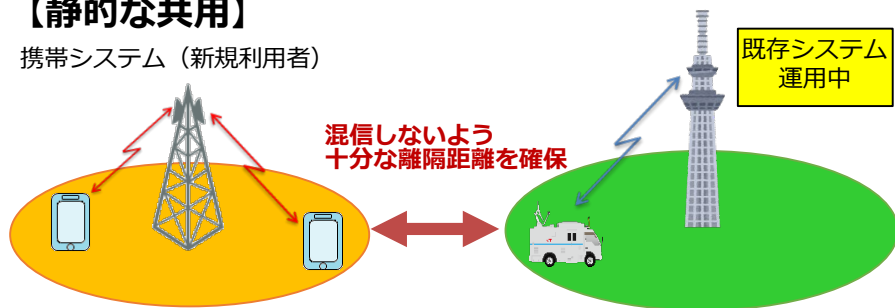 【静的な共用】
携帯システム（新規利用者）
既存システム
運用中
混信しないよう
十分な離隔距離を確保